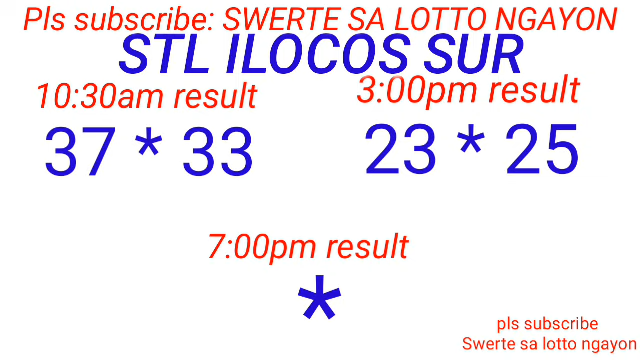 Pls subscribe: SWERTE SA LOTTO NGAYON
STL ILOCOS SUR
10:30am result
37 * 33
3:00pm result
23 * 25
7:00pm result
*
pls subscribe
Swerte sa lotto ngayon